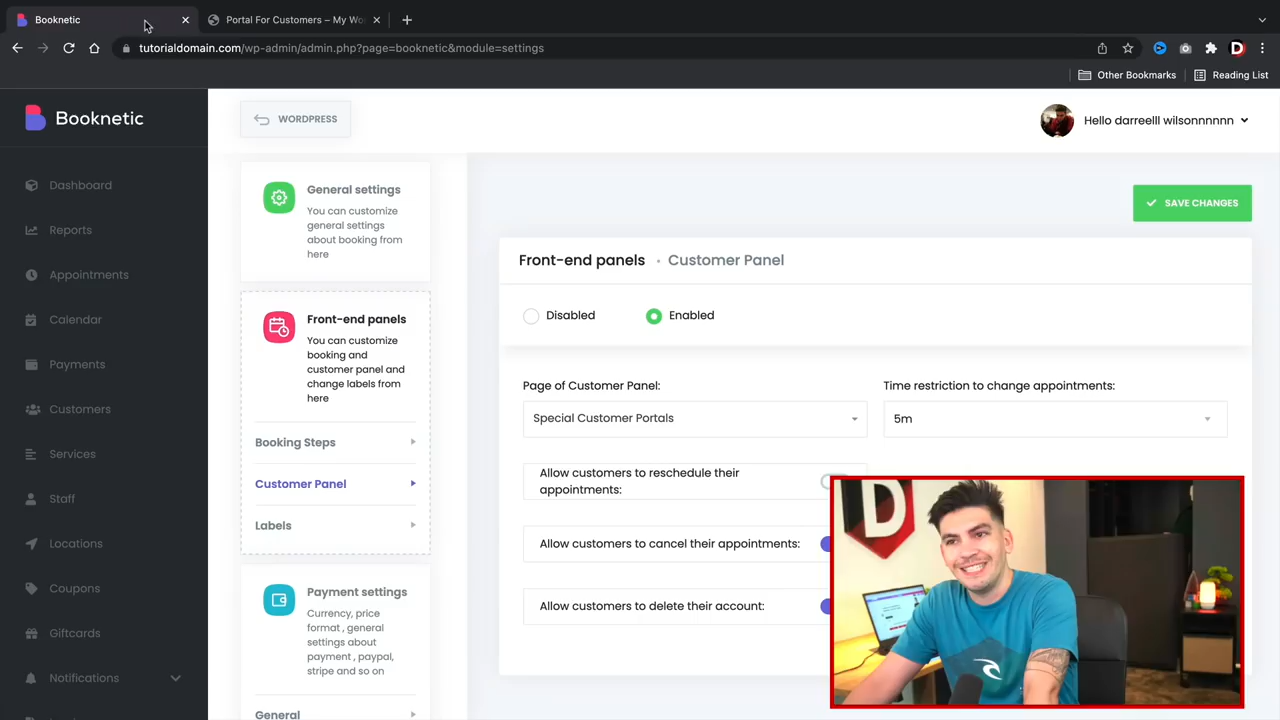 Booknetic
Portal For Customers – My Wo
tutorialdomain.com/wp-admin/admin.php?page=booknetic&module=settings
Other Bookmarks
Reading List
Booknetic
WORDPRESS
Hello darreelll wilsonnnnnn
Dashboard
Reports
Appointments
Calendar
Payments
Customers
Services
Staff
Locations
Coupons
Giftcards
Notifications
General settings
You can customize
general settings
about booking from
here
Front-end panels
You can customize
booking and
customer panel and
change labels from
here
Booking Steps
Customer Panel
Labels
Payment settings
Currency, price
format , general
settings about
payment , paypal,
stripe and so on
General
SAVE CHANGES
Front-end panels • Customer Panel
Disabled
Enabled
Page of Customer Panel:
Special Customer Portals
Time restriction to change appointments:
5m
Allow customers to reschedule their
appointments:
Allow customers to cancel their appointments:
Allow customers to delete their account: